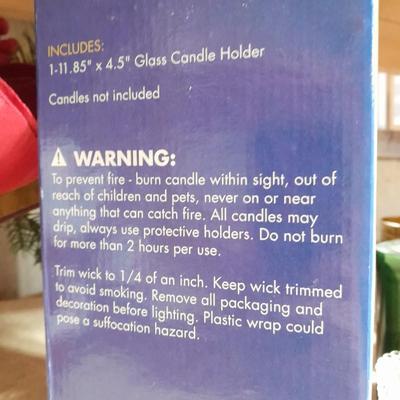 INCLUDES:
1-11.85" x 4.5" Glass Candle Holder
Candles not included
⚠ WARNING:
To prevent fire - burn candle within sight, out of
reach of children and pets, never on or near
anything that can catch fire. All candles may
drip, always use protective holders. Do not burn
for more than 2 hours per use.
Trim wick to 1/4 of an inch. Keep wick trimmed
to avoid smoking. Remove all packaging and
decoration before lighting. Plastic wrap could
pose a suffocation hazard.